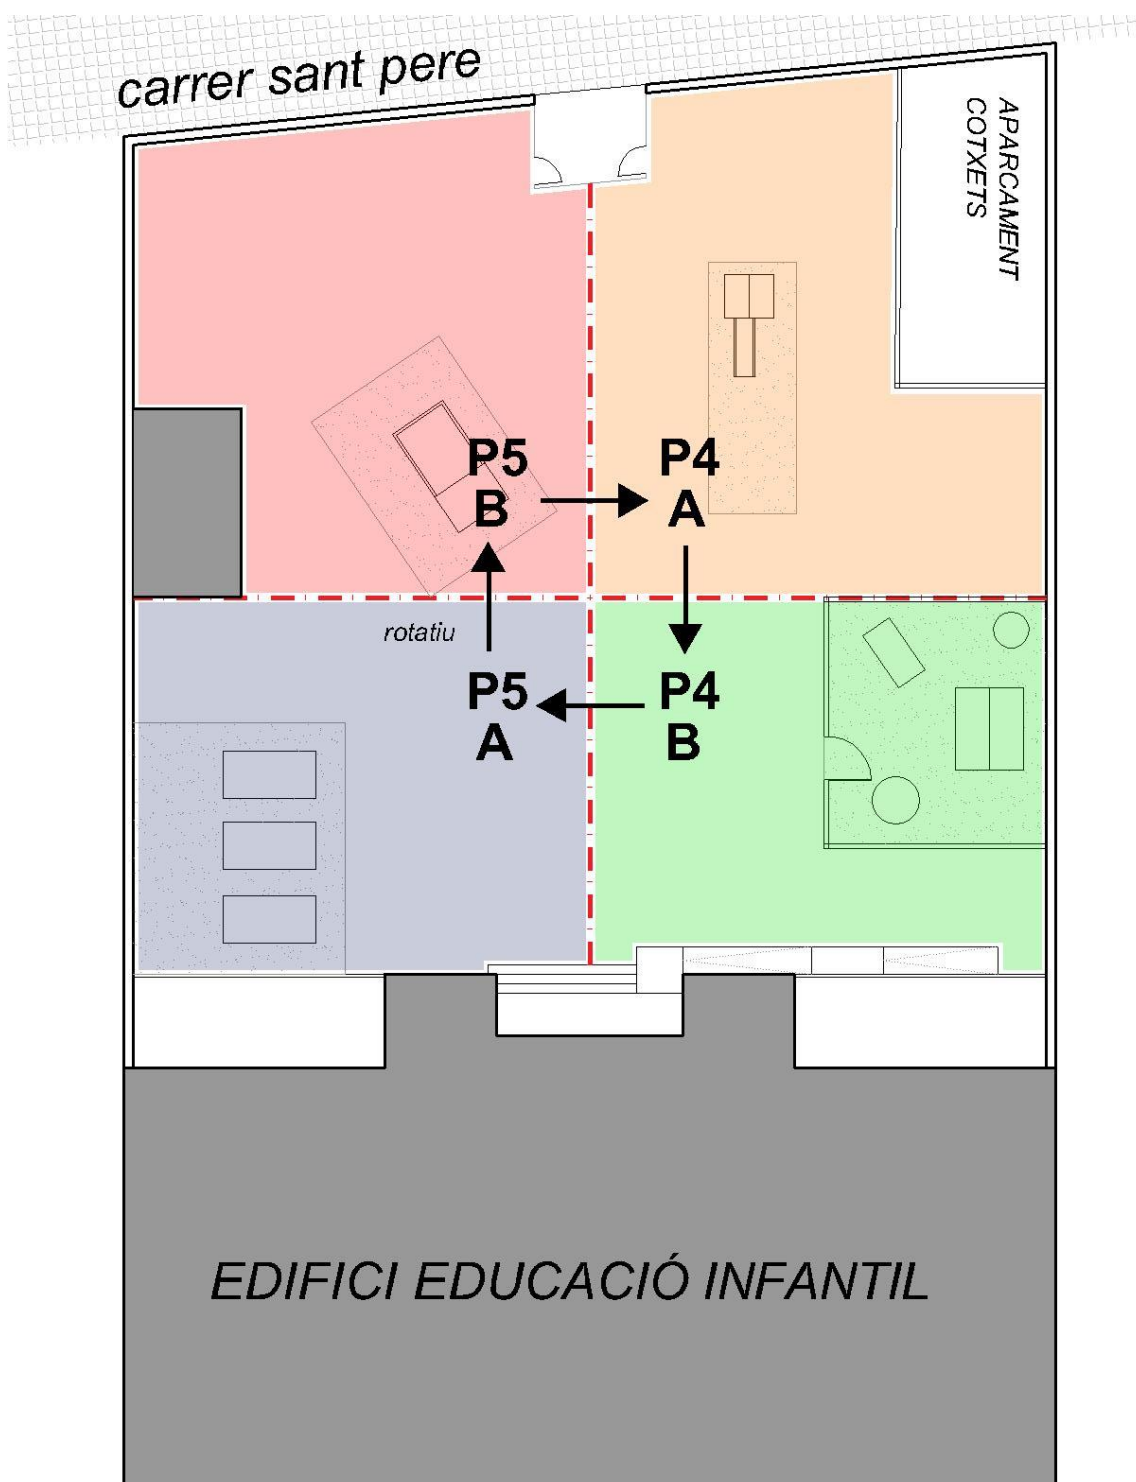 carrer sant pere
APARCAMENT
COTXETS
P5
B
P4
A
rotatiu
P5
A
P4
B
EDIFICI EDUCACIÓ INFANTIL